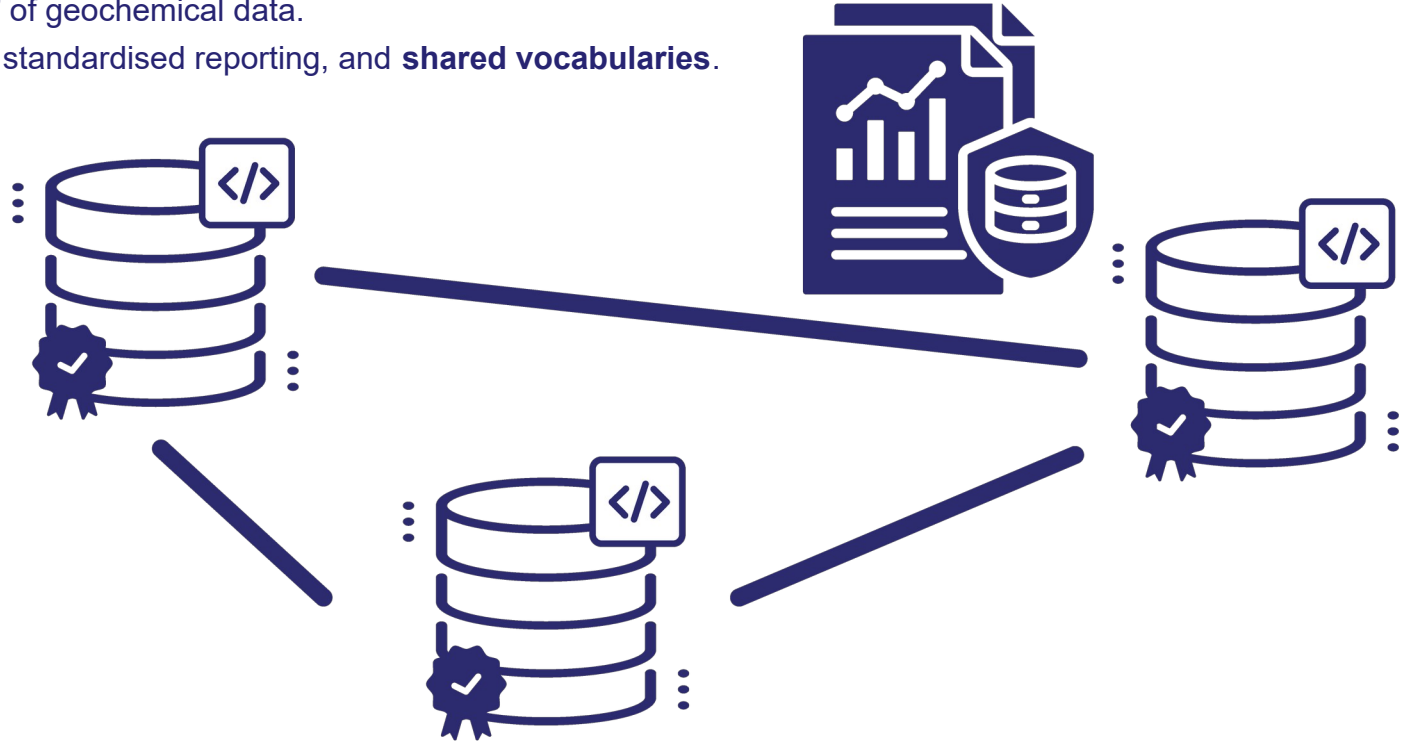 of geochemical data.
standardised reporting, and shared vocabularies.
</>
</>
</>